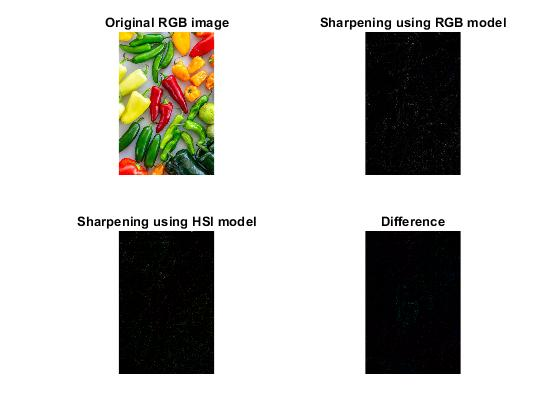 Original RGB image
Sharpening using RGB model
Sharpening using HSI model
Difference